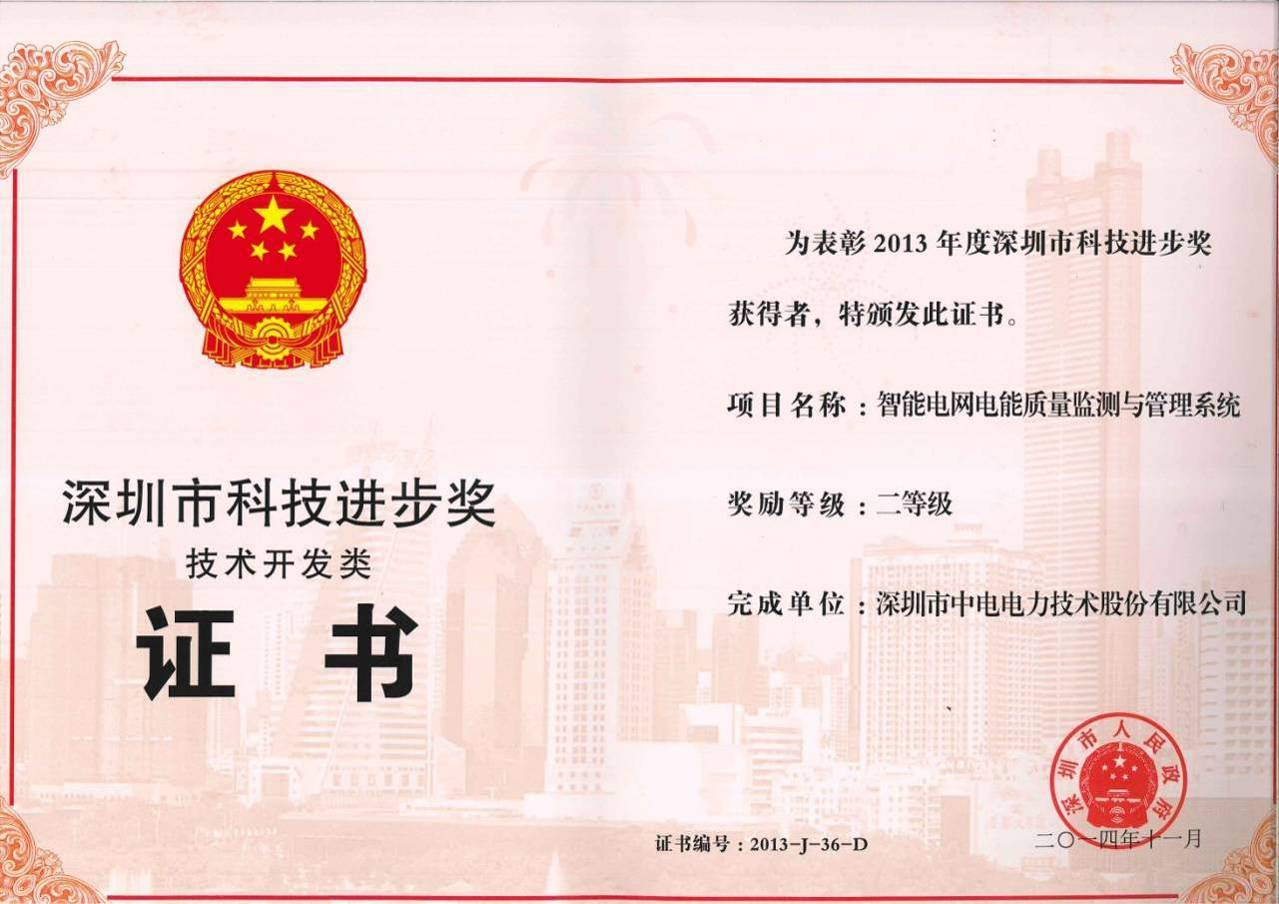 深圳市科技进步奖
技术开发类
证 书
为表彰 2013 年度深圳市科技进步奖
获得者，特颁发此证书。
项目名称：智能电网电能质量监测与管理系统
奖励等级：二等级
完成单位：深圳市中电电力技术股份有限公司
深圳市人民政府
二〇一四年十一月
证书编号：2013-J-36-D